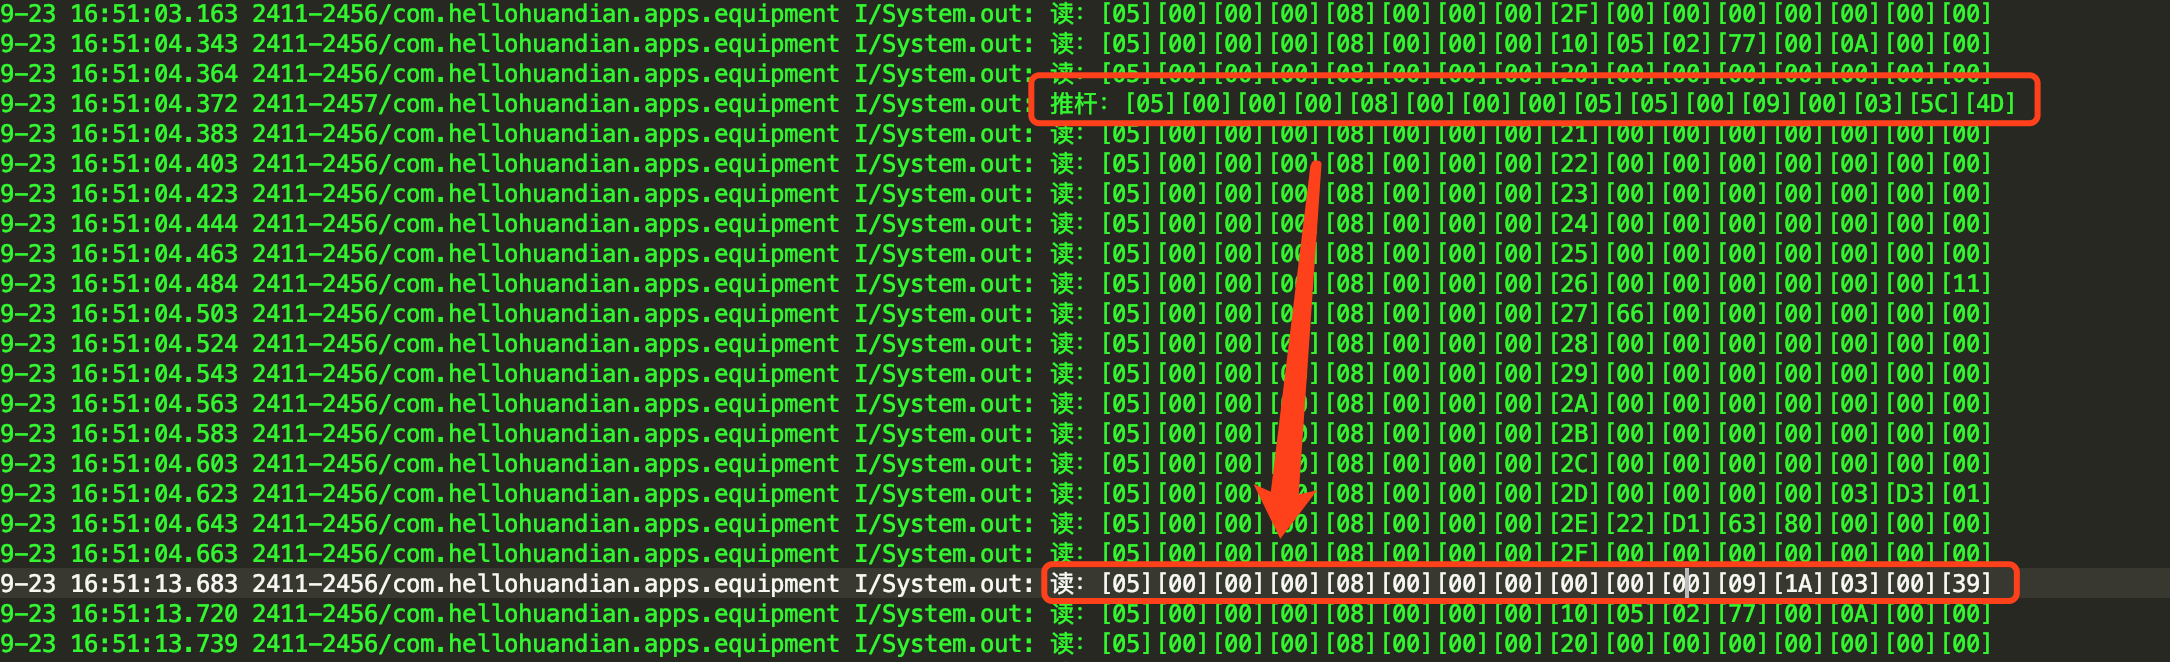 9-23 16:51:03.163 2411-2456/com.hellohuandian.apps.equipment I/System.out: 读: [05][00][00][00][08][00][00][00][2F][00][00][00][00][00][00][00]
9-23 16:51:04.343 2411-2456/com.hellohuandian.apps.equipment I/System.out: 读: [05][00][00][00][08][00][00][00][10][05][02][77][00][0A][00][00]
9-23 16:51:04.364 2411-2456/com.hellohuandian.apps.equipment I/System.out: 读: [05][00][00][00][08][00][00][00][20][00][00][00][00][00][00][00]
9-23 16:51:04.372 2411-2457/com.hellohuandian.apps.equipment I/System.out: 推杆: [05][00][00][00][08][00][00][00][05][05][00][09][00][03][5C][4D]
9-23 16:51:04.383 2411-2456/com.hellohuandian.apps.equipment I/System.out: 读: [05][00][00][00][08][00][00][00][21][00][00][00][00][00][00][00]
9-23 16:51:04.403 2411-2456/com.hellohuandian.apps.equipment I/System.out: 读: [05][00][00][00][08][00][00][00][22][00][00][00][00][00][00][00]
9-23 16:51:04.423 2411-2456/com.hellohuandian.apps.equipment I/System.out: 读: [05][00][00][00][08][00][00][00][23][00][00][00][00][00][00][00]
9-23 16:51:04.444 2411-2456/com.hellohuandian.apps.equipment I/System.out: 读: [05][00][00][00][08][00][00][00][24][00][00][00][00][00][00][00]
9-23 16:51:04.463 2411-2456/com.hellohuandian.apps.equipment I/System.out: 读: [05][00][00][00][08][00][00][00][25][00][00][00][00][00][00][00]
9-23 16:51:04.484 2411-2456/com.hellohuandian.apps.equipment I/System.out: 读: [05][00][00][00][08][00][00][00][26][00][00][00][00][00][00][11]
9-23 16:51:04.503 2411-2456/com.hellohuandian.apps.equipment I/System.out: 读: [05][00][00][00][08][00][00][00][27][66][00][00][00][00][00][00]
9-23 16:51:04.524 2411-2456/com.hellohuandian.apps.equipment I/System.out: 读: [05][00][00][00][08][00][00][00][28][00][00][00][00][00][00][00]
9-23 16:51:04.543 2411-2456/com.hellohuandian.apps.equipment I/System.out: 读: [05][00][00][00][08][00][00][00][29][00][00][00][00][00][00][00]
9-23 16:51:04.563 2411-2456/com.hellohuandian.apps.equipment I/System.out: 读: [05][00][00][00][08][00][00][00][2A][00][00][00][00][00][00][00]
9-23 16:51:04.583 2411-2456/com.hellohuandian.apps.equipment I/System.out: 读: [05][00][00][00][08][00][00][00][2B][00][00][00][00][00][00][00]
9-23 16:51:04.603 2411-2456/com.hellohuandian.apps.equipment I/System.out: 读: [05][00][00][00][08][00][00][00][2C][00][00][00][00][00][00][00]
9-23 16:51:04.623 2411-2456/com.hellohuandian.apps.equipment I/System.out: 读: [05][00][00][00][08][00][00][00][2D][00][00][00][00][03][D3][01]
9-23 16:51:04.643 2411-2456/com.hellohuandian.apps.equipment I/System.out: 读: [05][00][00][00][08][00][00][00][2E][22][D1][63][80][00][00][00]
9-23 16:51:04.663 2411-2456/com.hellohuandian.apps.equipment I/System.out: 读: [05][00][00][00][08][00][00][00][2F][00][00][00][00][00][00][00]
9-23 16:51:13.683 2411-2456/com.hellohuandian.apps.equipment I/System.out: 读: [05][00][00][00][08][00][00][00][00][00][00][09][1A][03][00][39]
9-23 16:51:13.720 2411-2456/com.hellohuandian.apps.equipment I/System.out: 读: [05][00][00][00][08][00][00][00][10][05][02][77][00][0A][00][00]
9-23 16:51:13.739 2411-2456/com.hellohuandian.apps.equipment I/System.out: 读: [05][00][00][00][08][00][00][00][20][00][00][00][00][00][00][00]